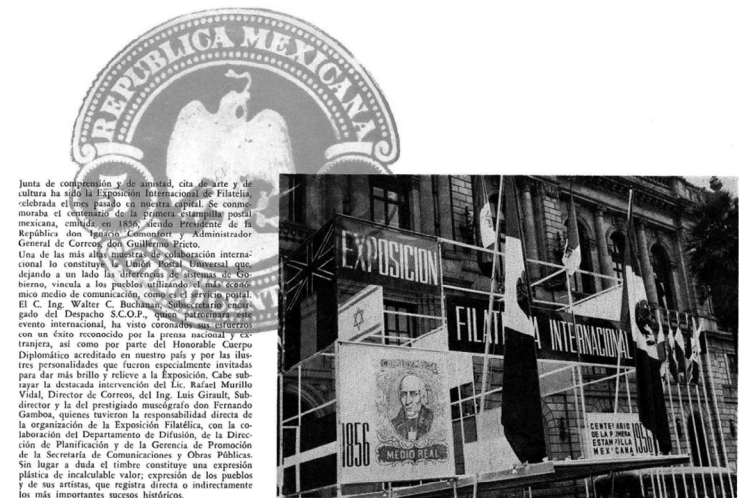 REPUBLICA MEXICANA
Junta de comprensión y de amistad, cita de arte y de
cultura ha sido la Exposición Internacional de Filatelia,
celebrada el mes pasado en nuestra capital. Se conme-
moraba el centenario de la primera estampilla postal
mexicana, emitida en 1856, siendo Presidente de la
República don Ignacio Comonfort y Administrador
General de Correos, don Guillermo Prieto.
Una de las más altas muestras de colaboración interna-
cional lo constituye la Unión Postal Universal que,
dejando a un lado las diferencias de sistemas de Go-
bierno, vincula a los pueblos utilizando el más econó-
mico medio de comunicación, como es el servicio postal.
El C. Ing. Walter C. Buchanan, Subsecretario encar-
gado del Despacho S.C.O.P., quien patrocinara este
evento internacional, ha visto coronados sus esfuerzos
con un éxito reconocido por la prensa nacional y ex-
tranjera, así como por parte del Honorable Cuerpo
Diplomático acreditado en nuestro país y por las ilus-
tres personalidades que fueron especialmente invitadas
para dar más brillo y relieve a la Exposición. Cabe sub-
rayar la destacada intervención del Lic. Rafael Murillo
Vidal, Director de Correos, del Ing. Luis Girault, Sub-
director y la del prestigiado museógrafo don Fernando
Gamboa, quienes tuvieron la responsabilidad directa de
la organización de la Exposición Filatélica, con la co-
laboración del Departamento de Difusión, de la Direc-
ción de Planificación y de la Gerencia de Promoción
de la Secretaría de Comunicaciones y Obras Públicas.
Sin lugar a duda el timbre constituye una expresión
plástica de incalculable valor; expresión de los pueblos
y de sus artistas, que registra directa o indirectamente
los más importantes sucesos históricos.
EXPOSICION
FILAT A INTERNACIONAL
1856
MEDIO REAL
CENTENARIO
DE LA PRIMERA
ESTAMPILLA
MEXICANA
1956